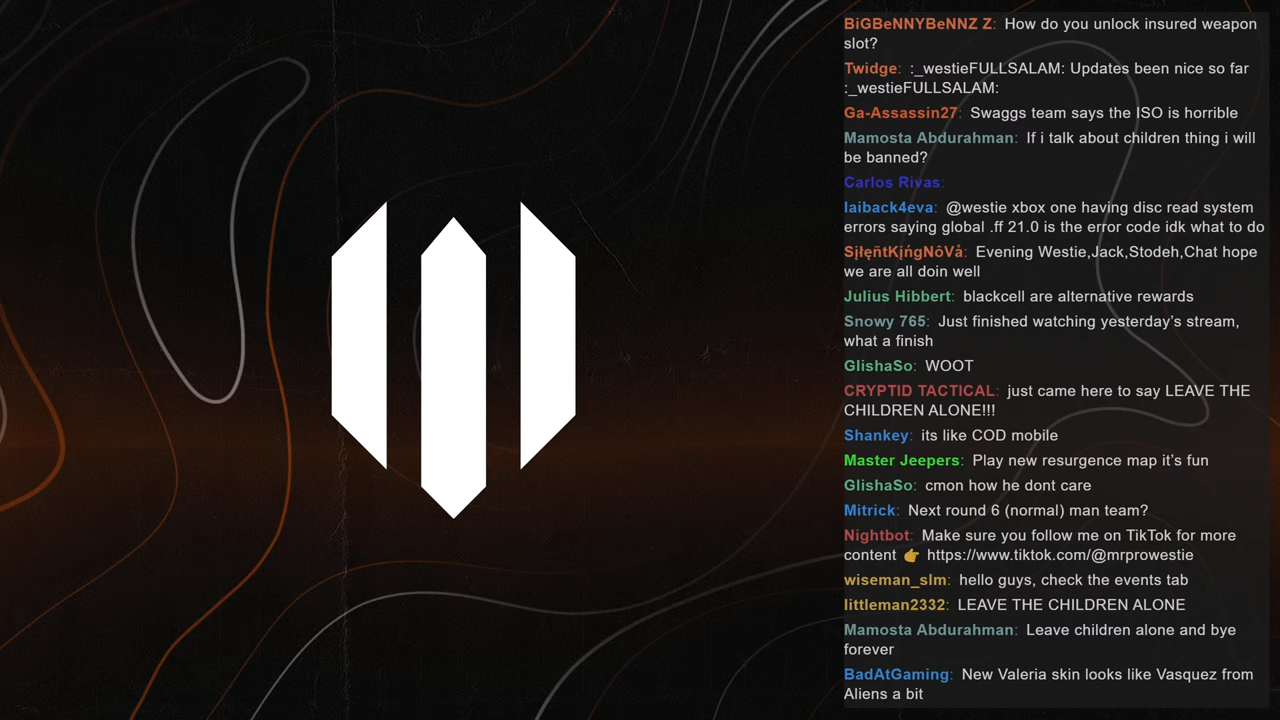 BiGBeNNYBeNNZ Z: How do you unlock insured weapon
slot?
Twidge: :_westieFULLSALAM: Updates been nice so far
:_westieFULLSALAM:
Ga-Assassin27: Swaggs team says the ISO is horrible
Mamosta Abdurahman: If i talk about children thing i will
be banned?
Carlos Rivas:
laiback4eva: @westie xbox one having disc read system
errors saying global .ff 21.0 is the error code idk what to do
SįłęñtKįńgNôVå: Evening Westie,Jack,Stodeh,Chat hope
we are all doin well
Julius Hibbert: blackcell are alternative rewards
Snowy 765: Just finished watching yesterday’s stream,
what a finish
GlishaSo: WOOT
CRYPTID TACTICAL: just came here to say LEAVE THE
CHILDREN ALONE!!!
Shankey: its like COD mobile
Master Jeepers: Play new resurgence map it’s fun
GlishaSo: cmon how he dont care
Mitrick: Next round 6 (normal) man team?
Nightbot: Make sure you follow me on TikTok for more
content 👉 https://www.tiktok.com/@mrprowestie
wiseman_slm: hello guys, check the events tab
littleman2332: LEAVE THE CHILDREN ALONE
Mamosta Abdurahman: Leave children alone and bye
forever
BadAtGaming: New Valeria skin looks like Vasquez from
Aliens a bit